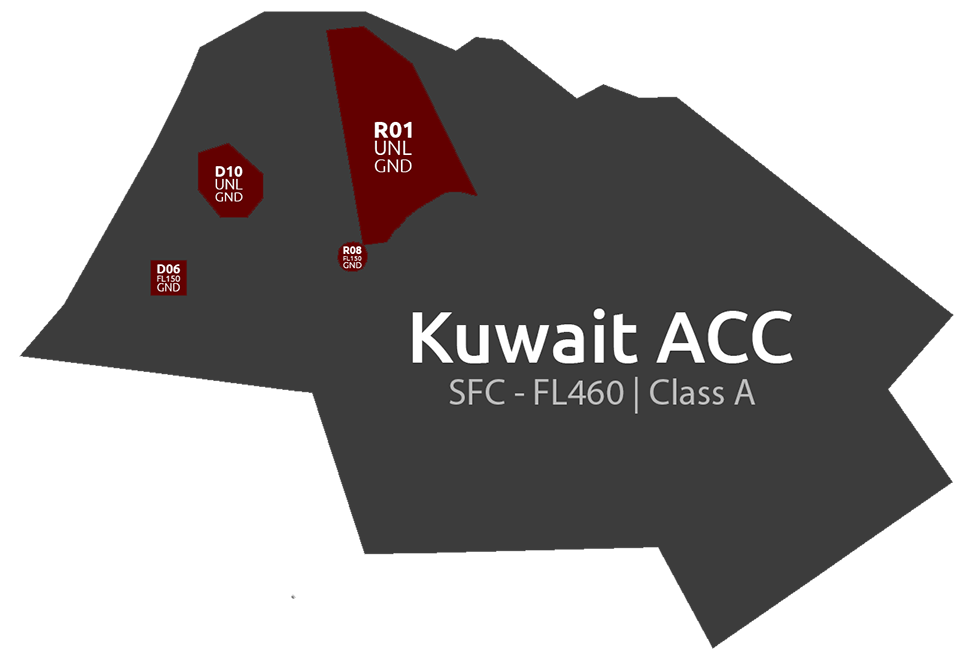 R01
UNL
GND
D10
UNL
GND
R08
FL150
GND
D06
FL150
GND
Kuwait ACC
SFC - FL460 | Class A